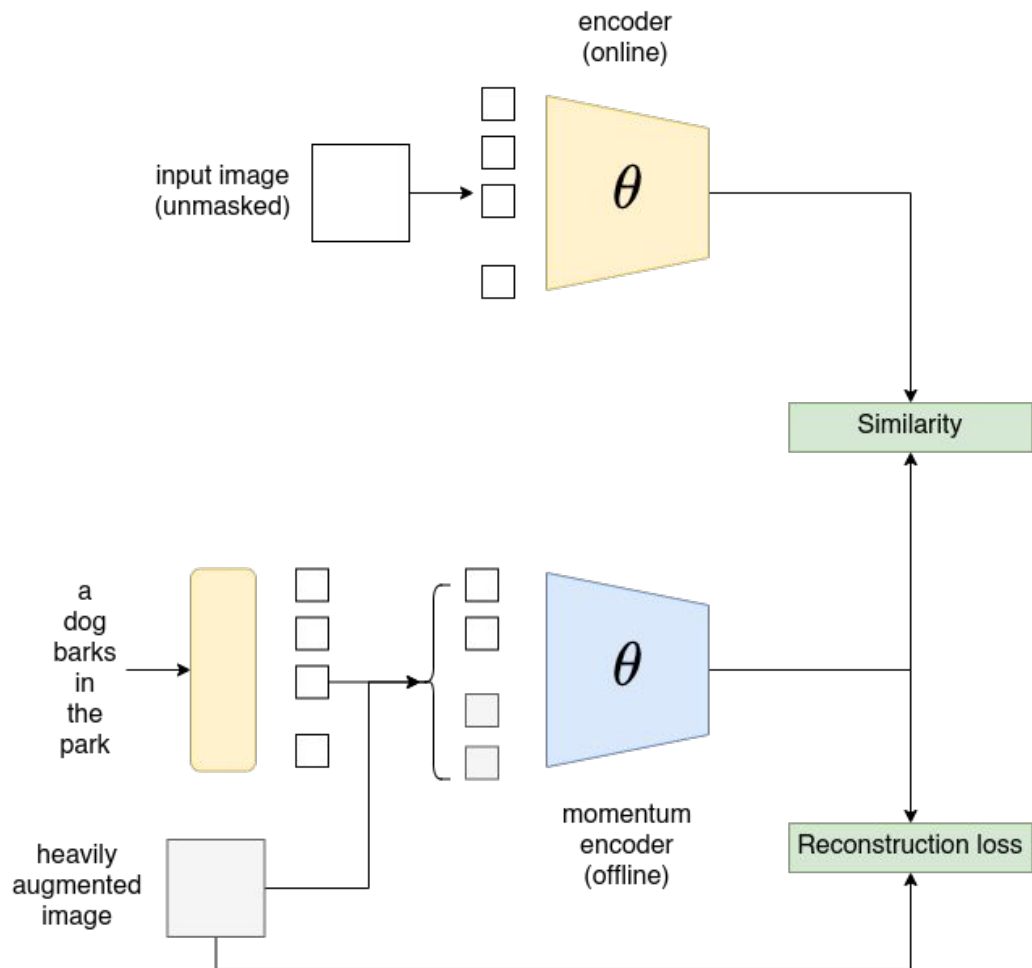 encoder
(online)
input image
(unmasked)
θ
Similarity
a
dog
barks
in
the
park
θ
momentum
encoder
(offline)
heavily
augmented
image
Reconstruction loss